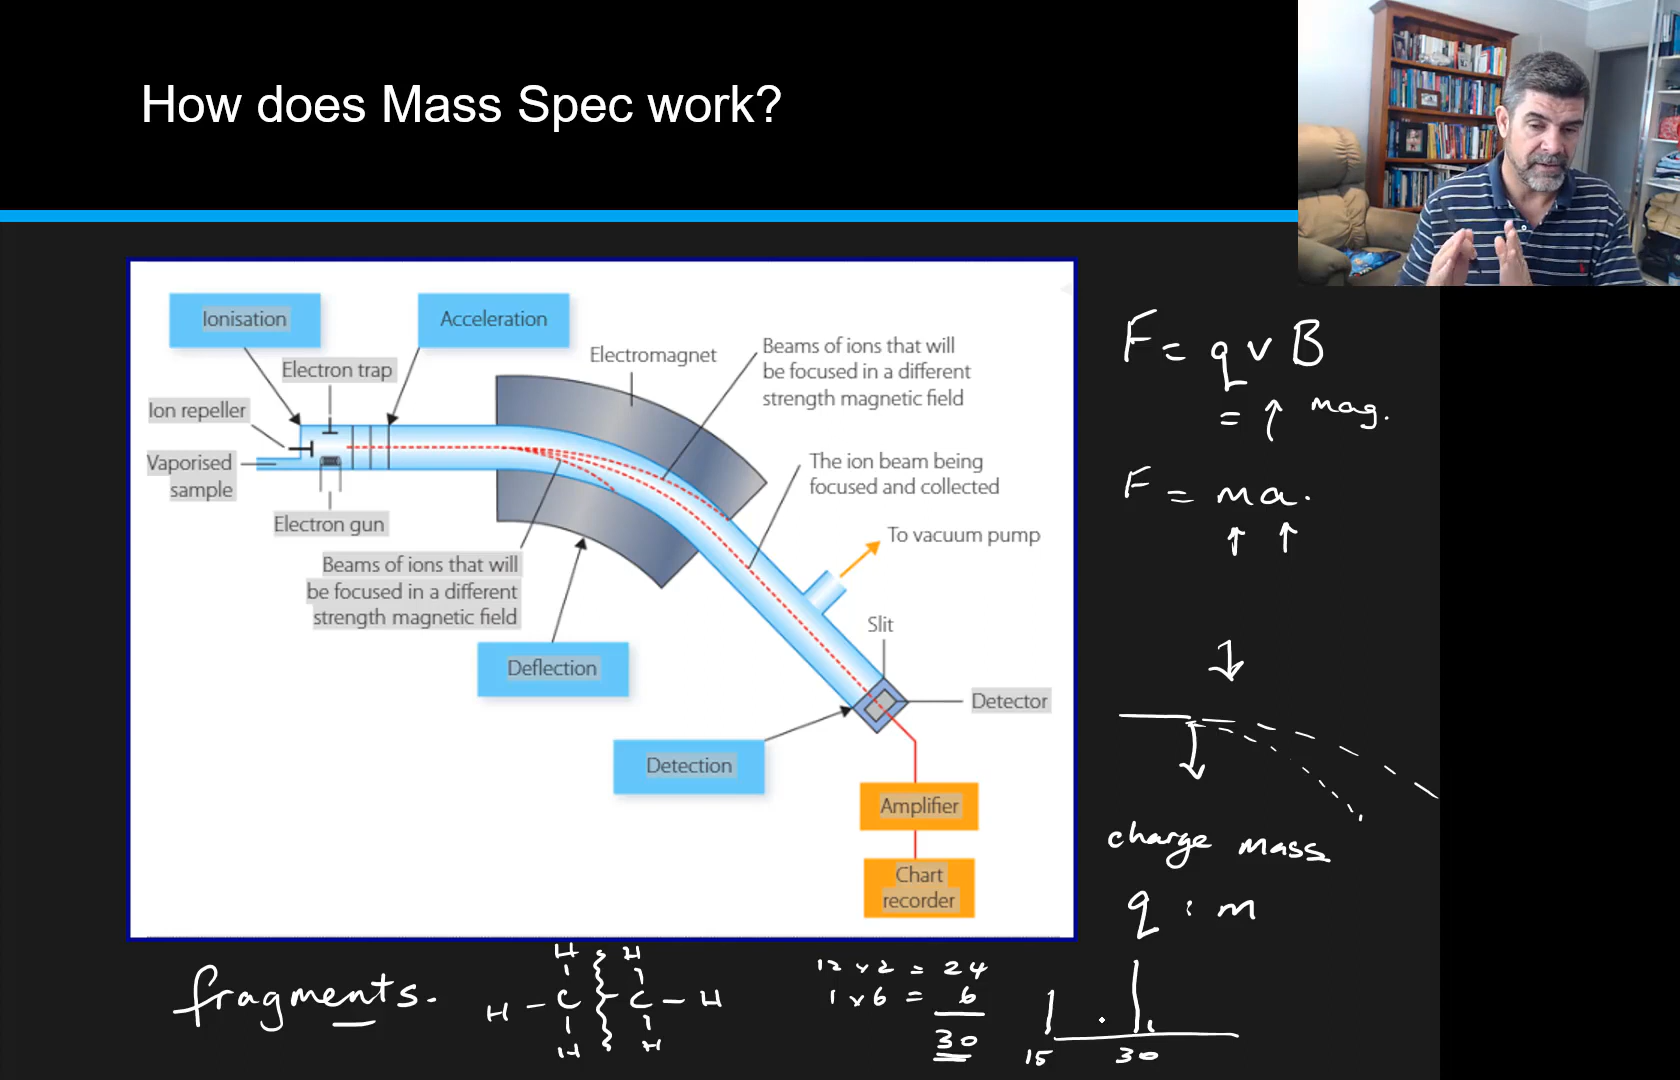 How does Mass Spec work?
Ionisation
Acceleration
Electron trap
Ion repeller
Vaporised
sample
Electron gun
Electromagnet
Beams of ions that will
be focused in a different
strength magnetic field
The ion beam being
focused and collected
To vacuum pump
Beams of ions that will
be focused in a different
strength magnetic field
Deflection
Slit
Detector
Detection
Amplifier
Chart
recorder
F = q v B
= ↑ mag.
F = ma.
↑ ↑
charge mass
q : m
fragments.
H H
H - C C - H
H H
12 x 2 = 24
1 x 6 = 6
30
15 30